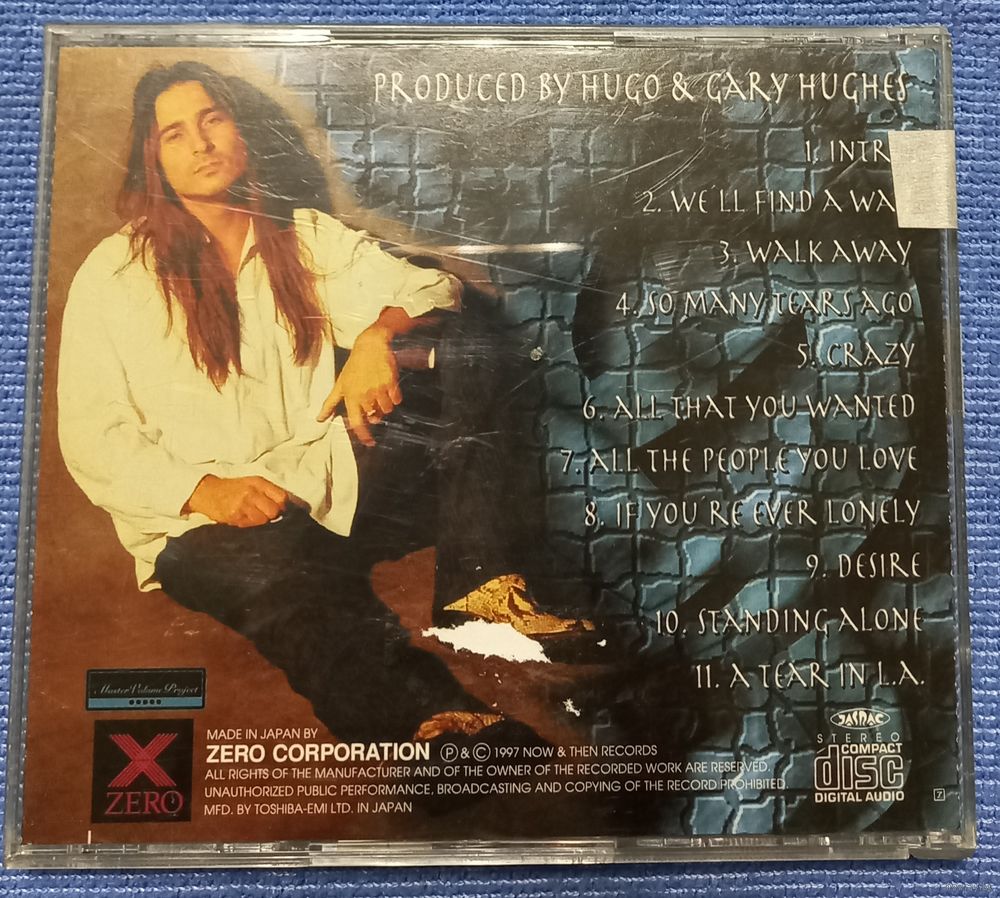 PRODUCED BY HUGO & GARY HUGHES
1. INTR
2. WE'LL FIND A WA
3. WALK AWAY
4. SO MANY TEARS AGO
5. CRAZY
6. ALL THAT YOU WANTED
7. ALL THE PEOPLE YOU LOVE
8. IF YOU'RE EVER LONELY
9. DESIRE
10. STANDING ALONE
11. A TEAR IN L.A.
Master Volume Project
ZERO
MADE IN JAPAN BY
ZERO CORPORATION Ⓟ & © 1997 NOW & THEN RECORDS
ALL RIGHTS OF THE MANUFACTURER AND OF THE OWNER OF THE RECORDED WORK ARE RESERVED.
UNAUTHORIZED PUBLIC PERFORMANCE, BROADCASTING AND COPYING OF THE RECORD PROHIBITED.
MFD. BY TOSHIBA-EMI LTD. IN JAPAN
JASRAC
STEREO
COMPACT
disc
DIGITAL AUDIO
7